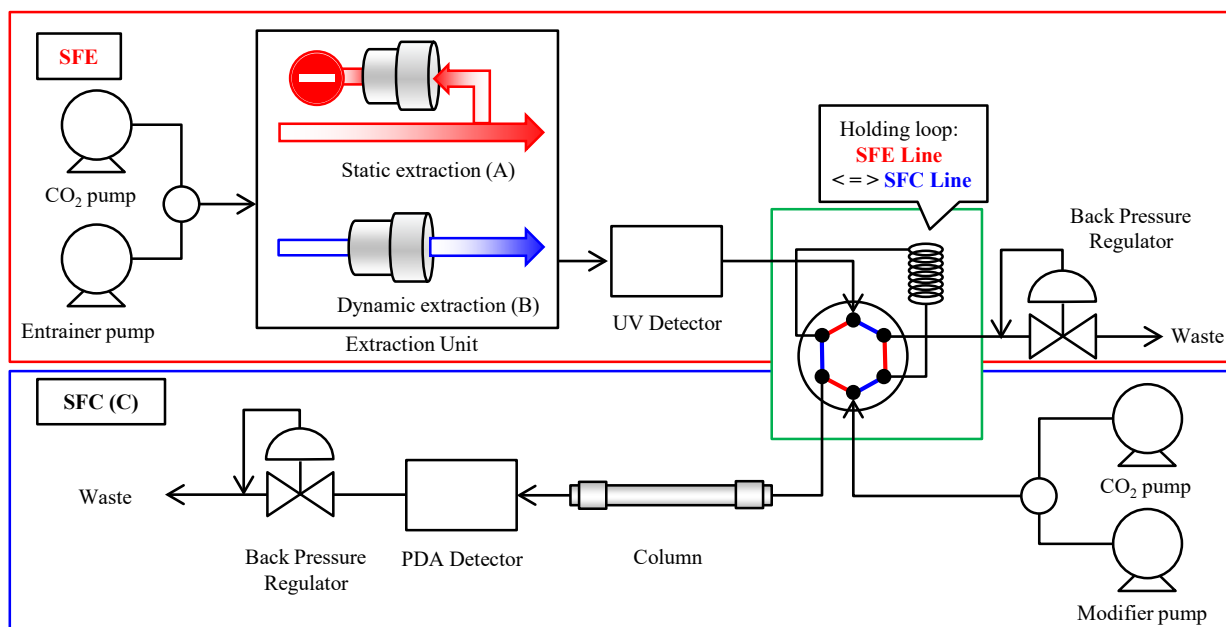 SFE
CO₂ pump
Entrainer pump
Static extraction (A)
Dynamic extraction (B)
Extraction Unit
UV Detector
Holding loop:
SFE Line
< = > SFC Line
Back Pressure
Regulator
Waste
SFC (C)
Waste
Back Pressure
Regulator
PDA Detector
Column
CO₂ pump
Modifier pump